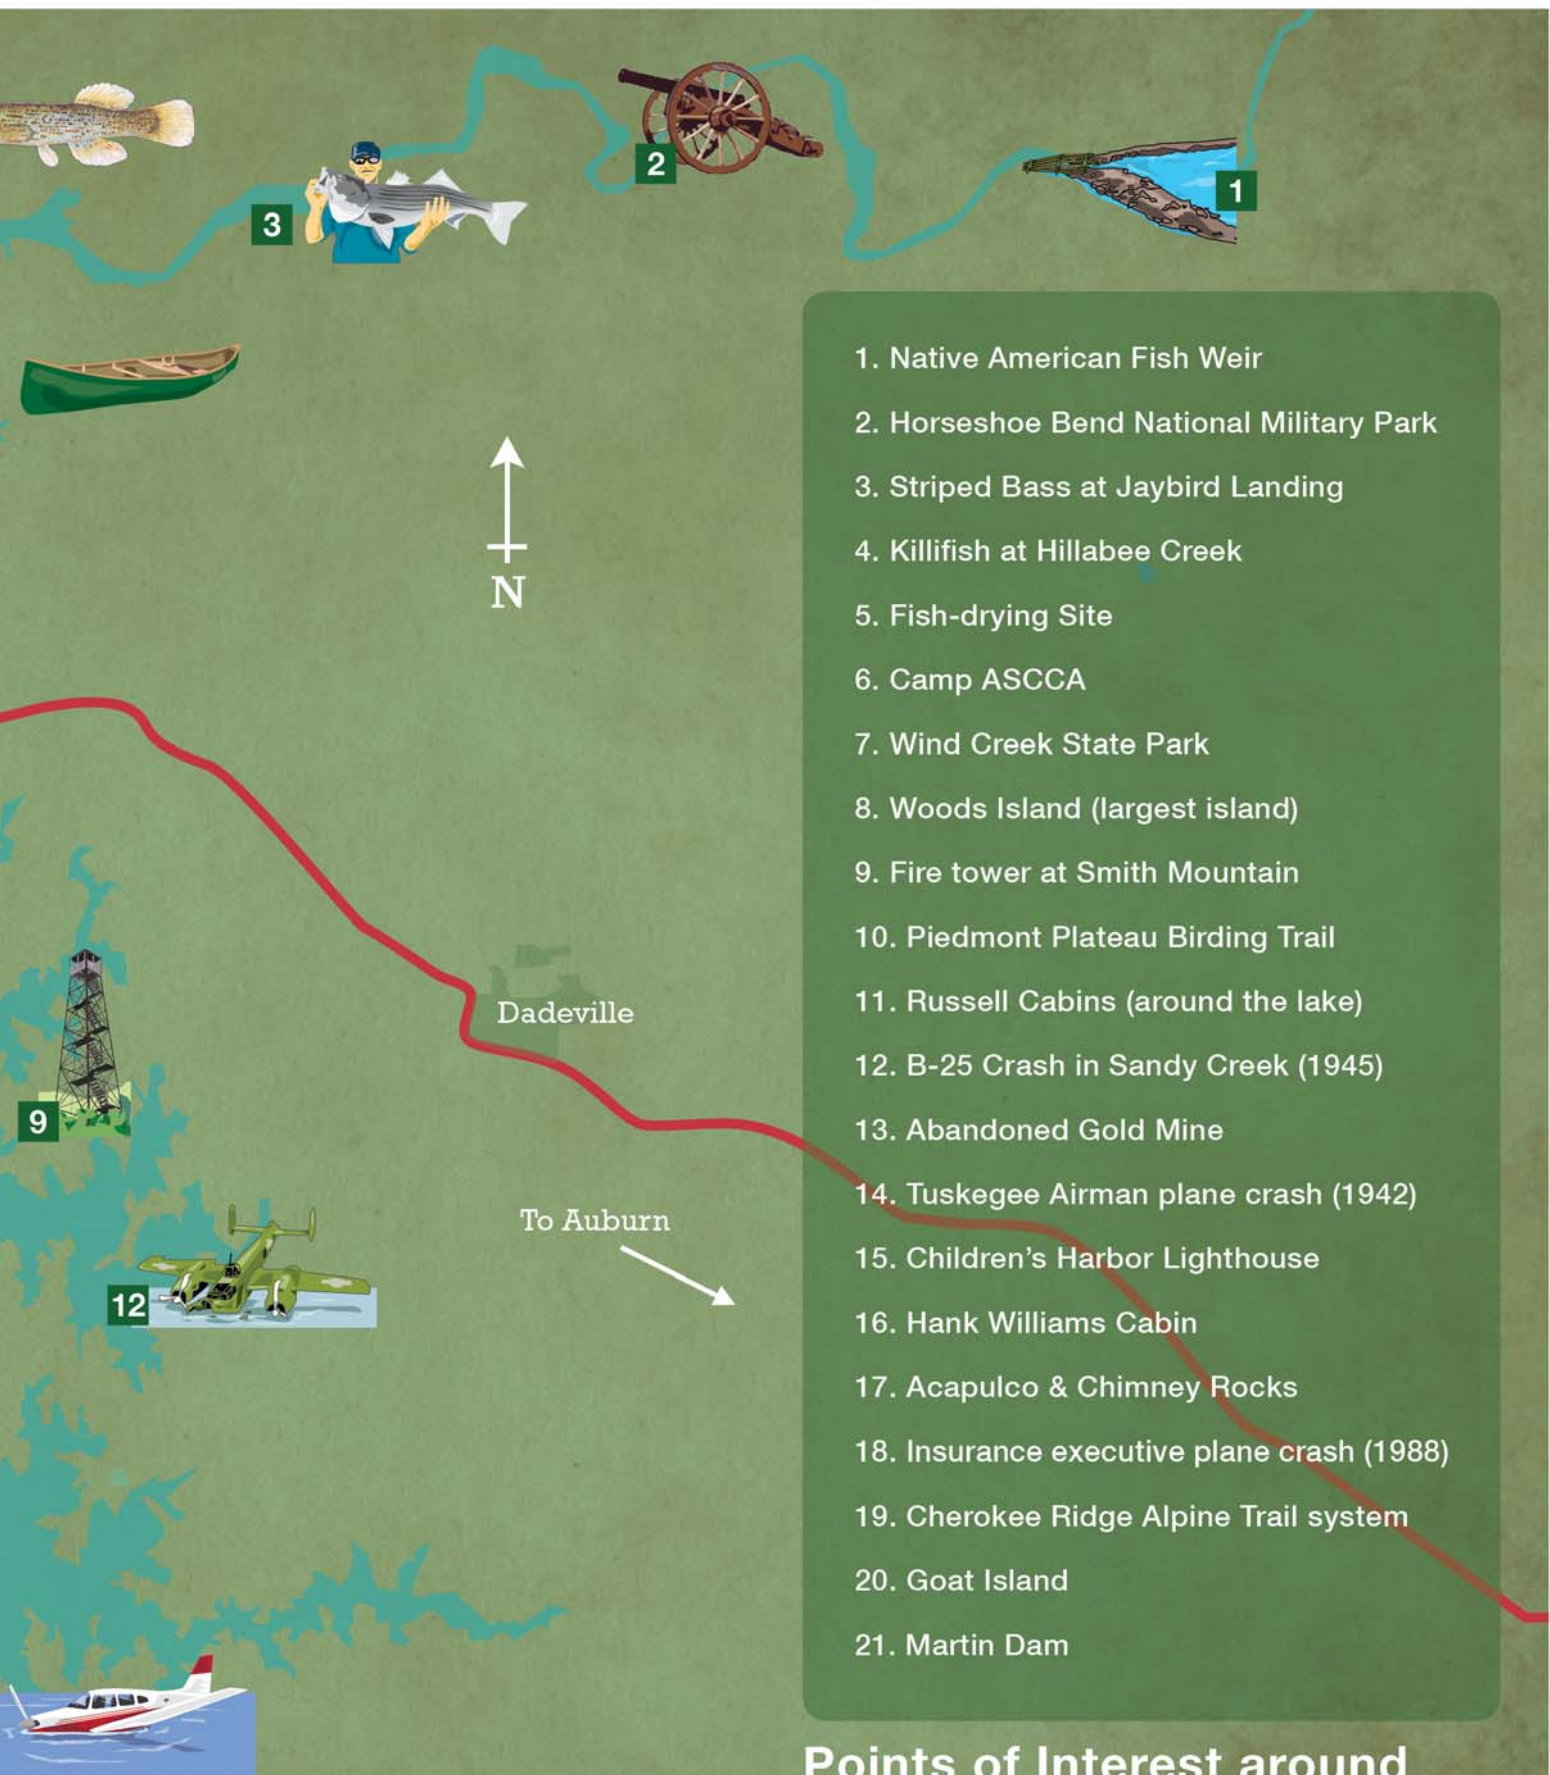 2
1
3
1. Native American Fish Weir
2. Horseshoe Bend National Military Park
3. Striped Bass at Jaybird Landing
4. Killifish at Hillabee Creek
5. Fish-drying Site
6. Camp ASCCA
7. Wind Creek State Park
8. Woods Island (largest island)
9. Fire tower at Smith Mountain
10. Piedmont Plateau Birding Trail
11. Russell Cabins (around the lake)
12. B-25 Crash in Sandy Creek (1945)
13. Abandoned Gold Mine
14. Tuskegee Airman plane crash (1942)
15. Children’s Harbor Lighthouse
16. Hank Williams Cabin
17. Acapulco & Chimney Rocks
18. Insurance executive plane crash (1988)
19. Cherokee Ridge Alpine Trail system
20. Goat Island
21. Martin Dam
N
Dadeville
9
To Auburn
12
Points of Interest around